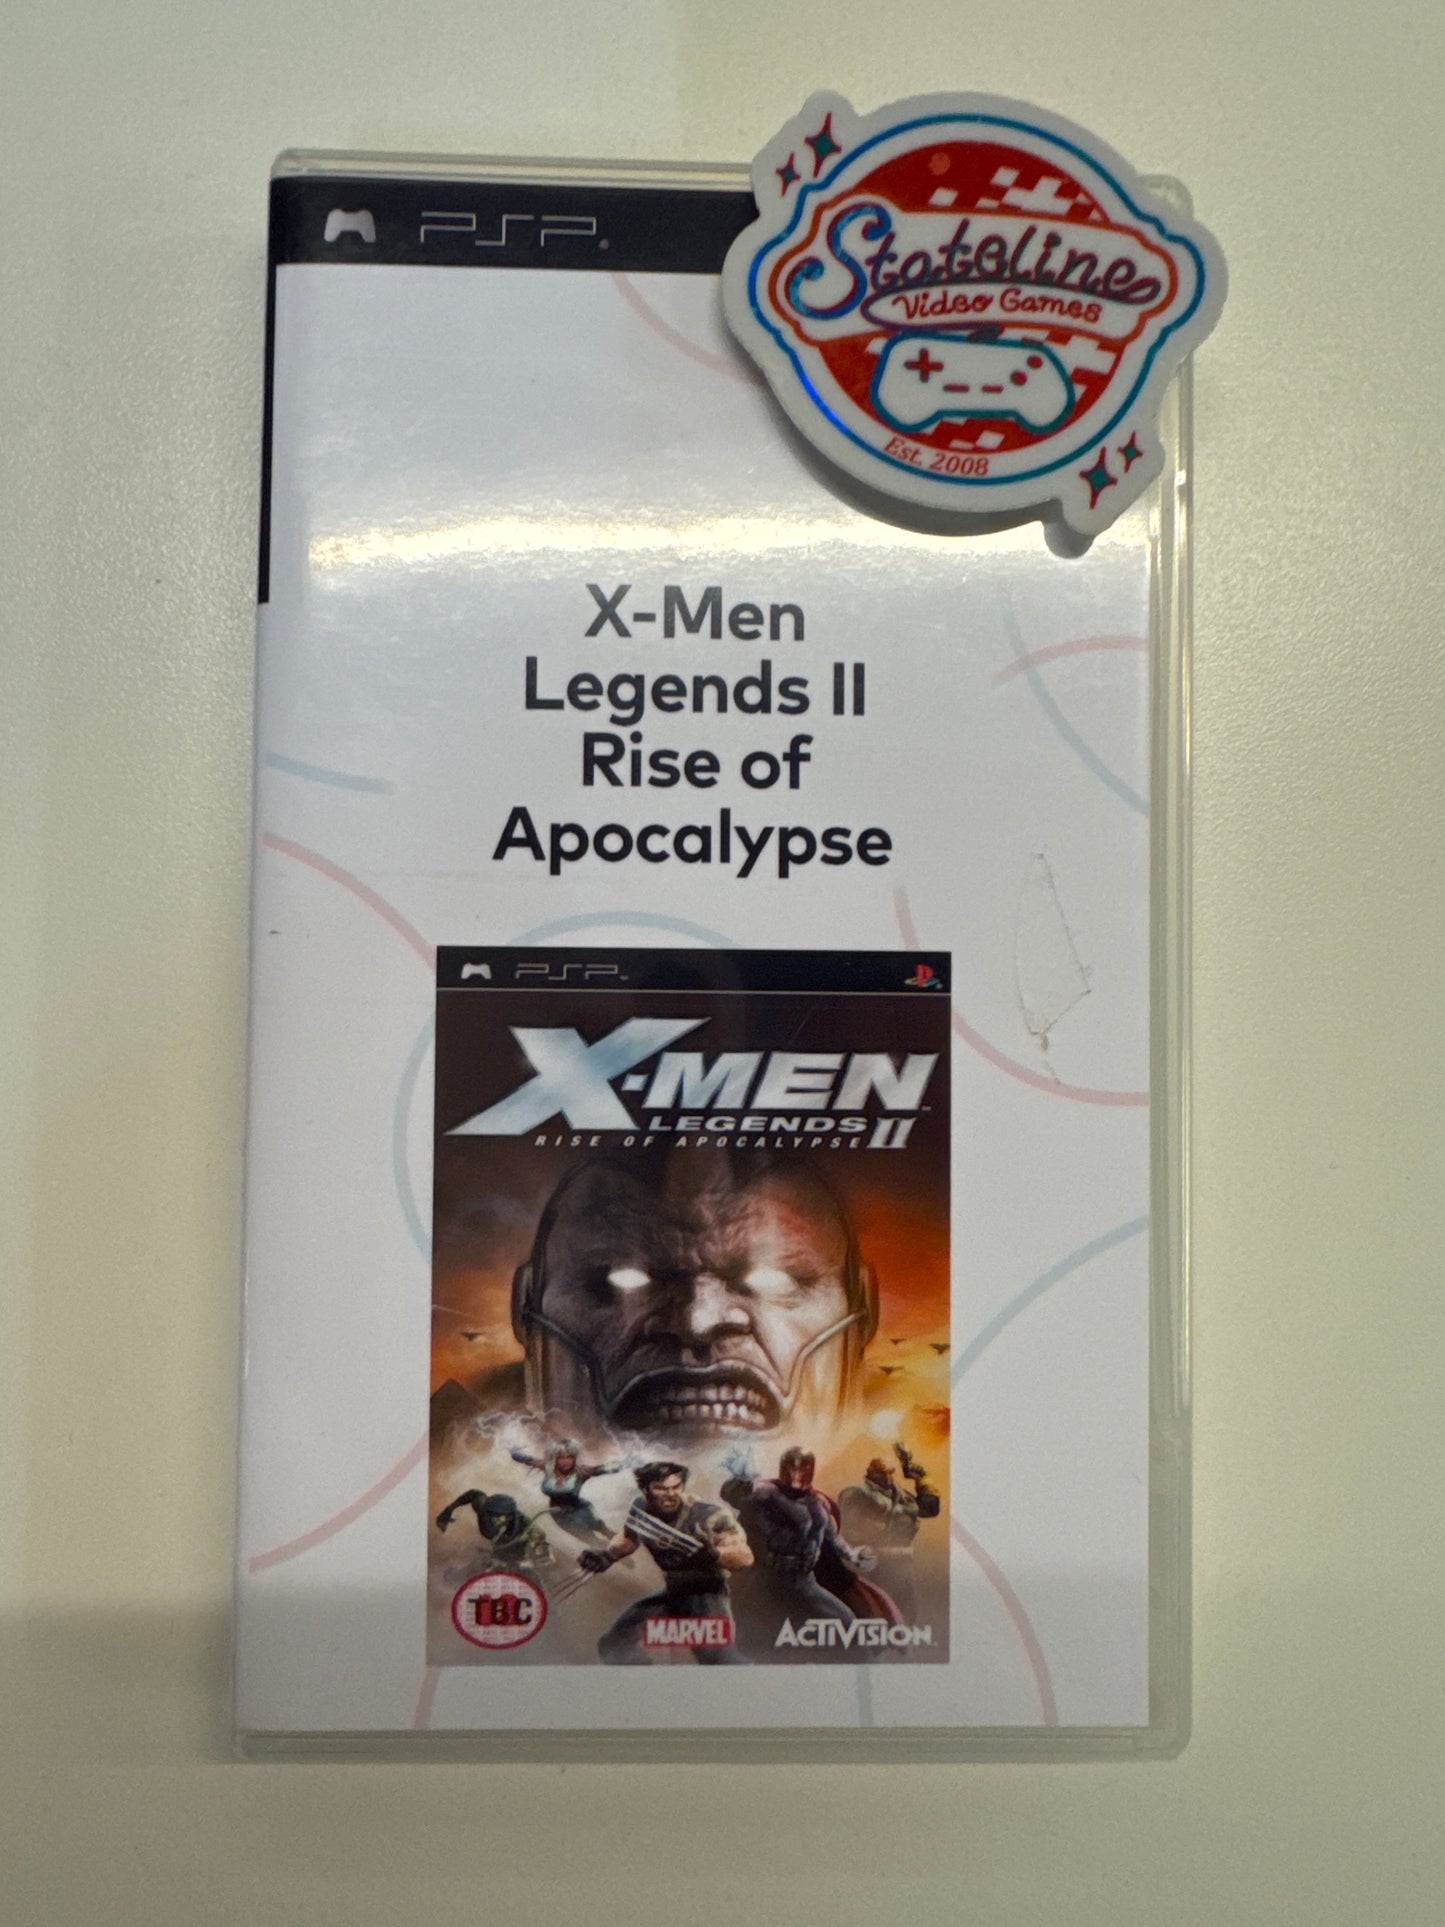 PSP
Stateline
Video Games
Est. 2008
X-Men
Legends II
Rise of
Apocalypse
PSP
X-MEN
LEGENDS II
RISE OF APOCALYPSE
TBC
MARVEL
ACTIVISION